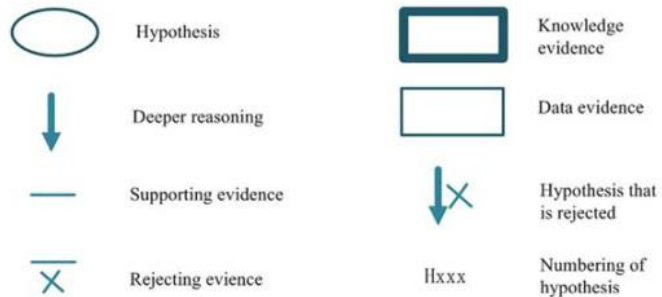 Hypothesis
Knowledge
evidence
Deeper reasoning
Data evidence
Supporting evidence
Hypothesis that
is rejected
Rejecting evience
Hxxx
Numbering of
hypothesis